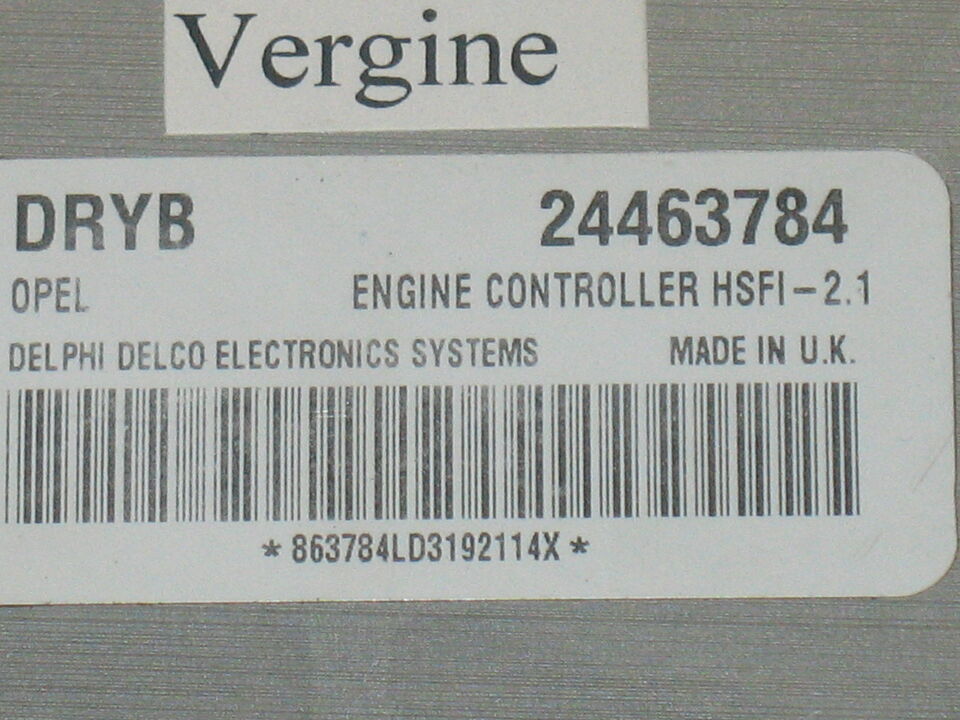 Vergine
DRYB 24463784
OPEL ENGINE CONTROLLER HSFI-2.1
DELPHI DELCO ELECTRONICS SYSTEMS MADE IN U.K.
*863784LD3192114X*